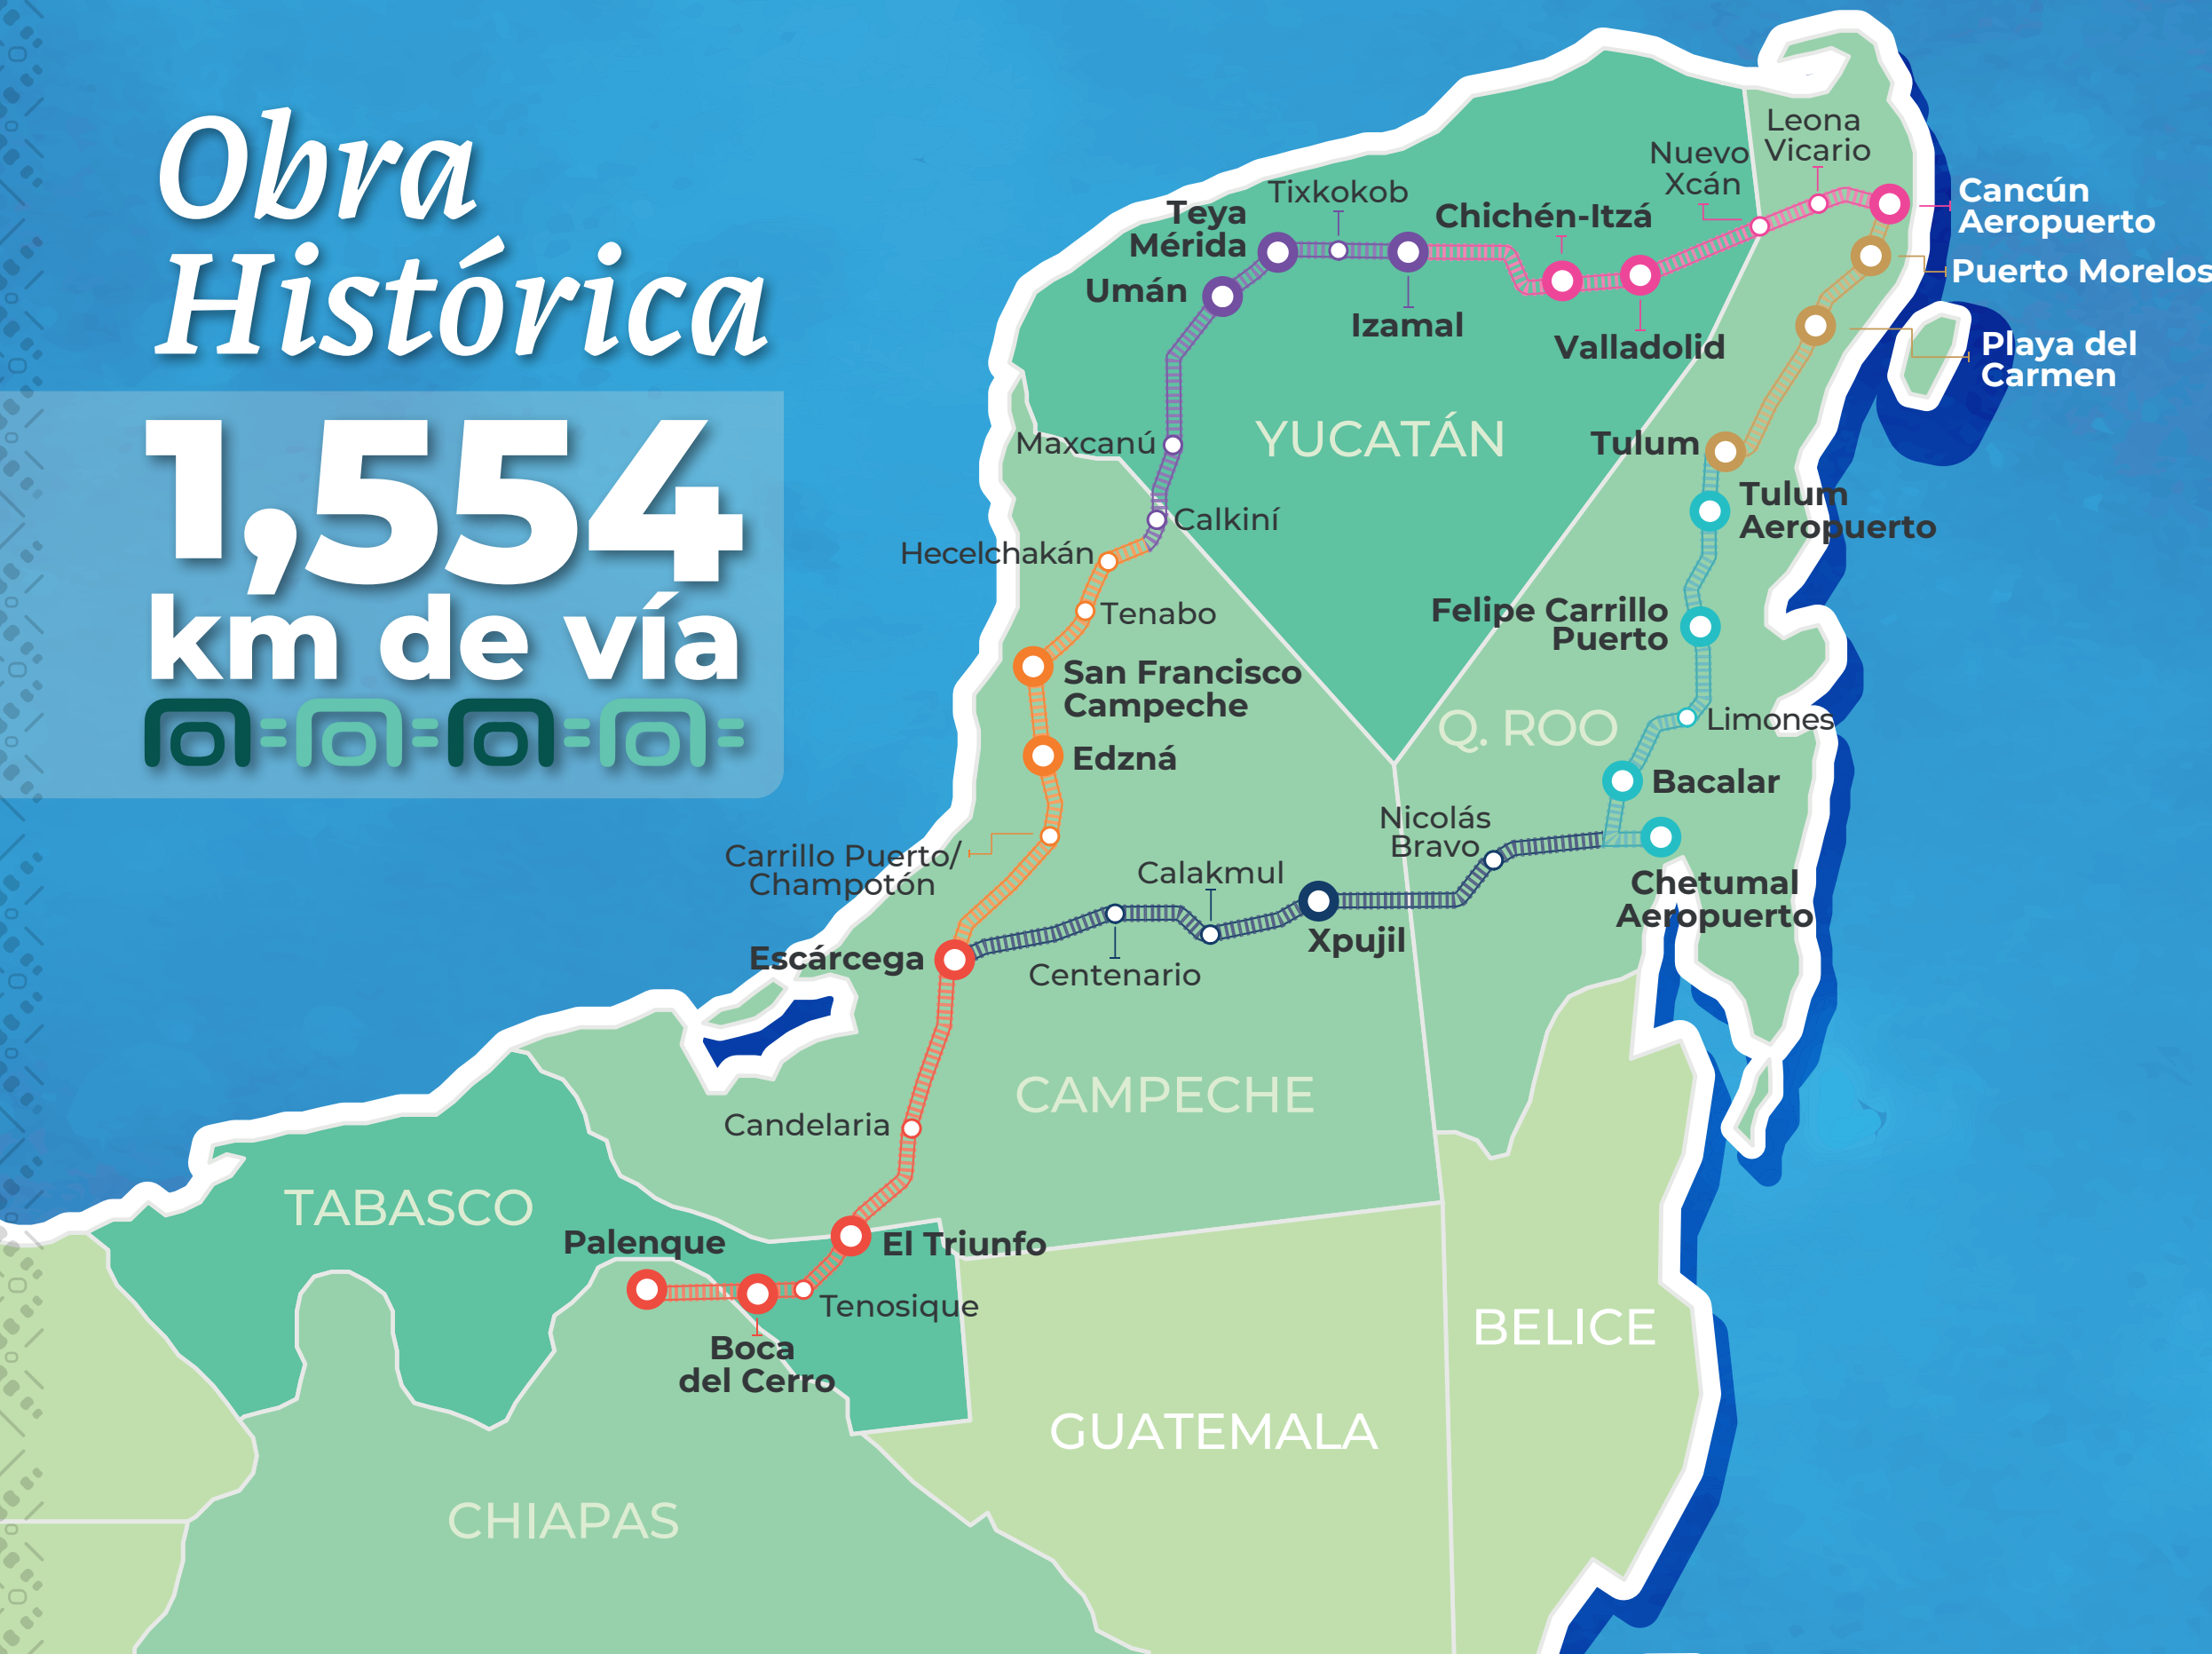 Obra
Histórica
1,554
km de vía
Leona
Vicario
Nuevo
Xcán
Cancún
Aeropuerto
Tixkokob
Teya
Mérida
Chichén-Itzá
Puerto Morelos
Umán
Izamal
Valladolid
Playa del
Carmen
Maxcanú
YUCATÁN
Tulum
Tulum
Aeropuerto
Calkiní
Hecelchakán
Tenabo
Felipe Carrillo
Puerto
San Francisco
Campeche
Q. ROO
Limones
Edzná
Bacalar
Nicolás
Bravo
Carrillo Puerto/
Champotón
Calakmul
Chetumal
Aeropuerto
Xpujil
Escárcega
Centenario
CAMPECHE
Candelaria
TABASCO
Palenque
El Triunfo
Tenosique
Boca
del Cerro
BELICE
GUATEMALA
CHIAPAS